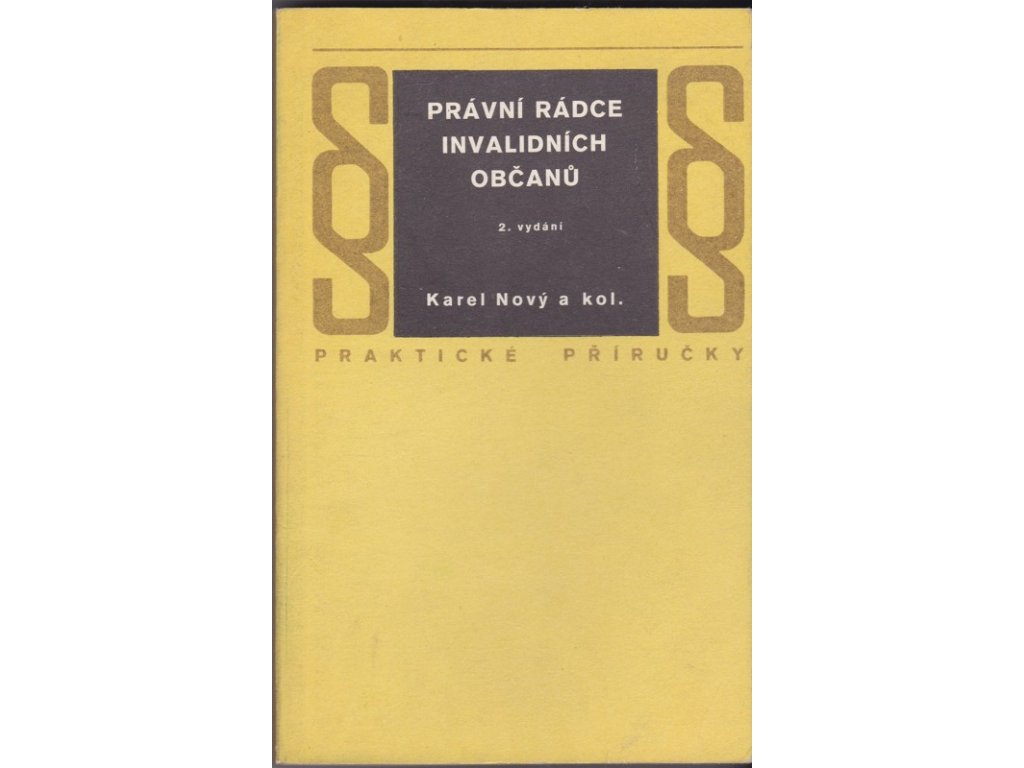 PRÁVNÍ RÁDCE
INVALIDNÍCH
OBČANŮ
2. vydání
Karel Nový a kol.
PRAKTICKÉ PŘÍRUČKY